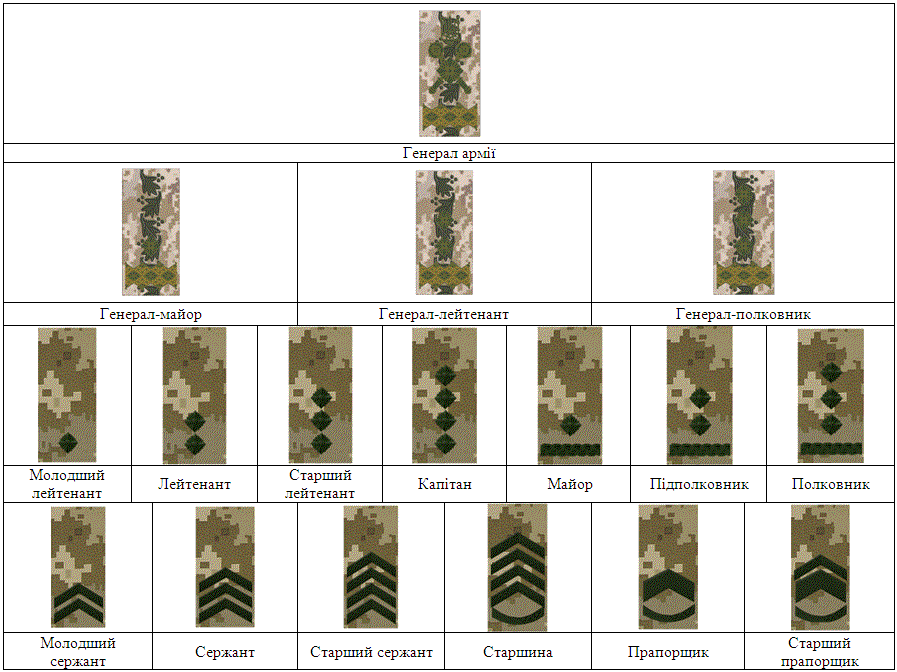 Генерал армії
Генерал-майор
Генерал-лейтенант
Генерал-полковник
Молодший
лейтенант
Лейтенант
Старший
лейтенант
Капітан
Майор
Підполковник
Полковник
Молодший
сержант
Сержант
Старший сержант
Старшина
Прапорщик
Старший
прапорщик